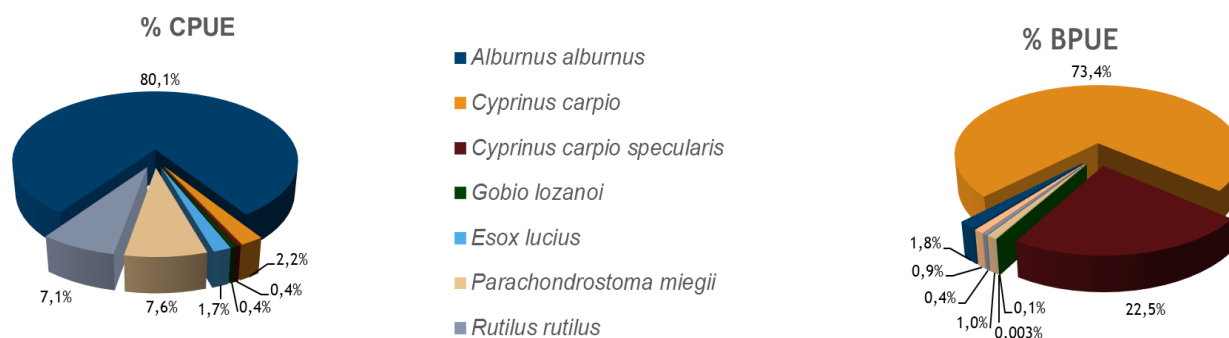 % CPUE
80,1%
2,2%
0,4%
0,4%
1,7%
7,6%
7,1%
Alburnus alburnus
Cyprinus carpio
Cyprinus carpio specularis
Gobio lozanoi
Esox lucius
Parachondrostoma miegii
Rutilus rutilus
% BPUE
73,4%
1,8%
0,9%
0,4%
1,0%
0,003%
0,1%
22,5%